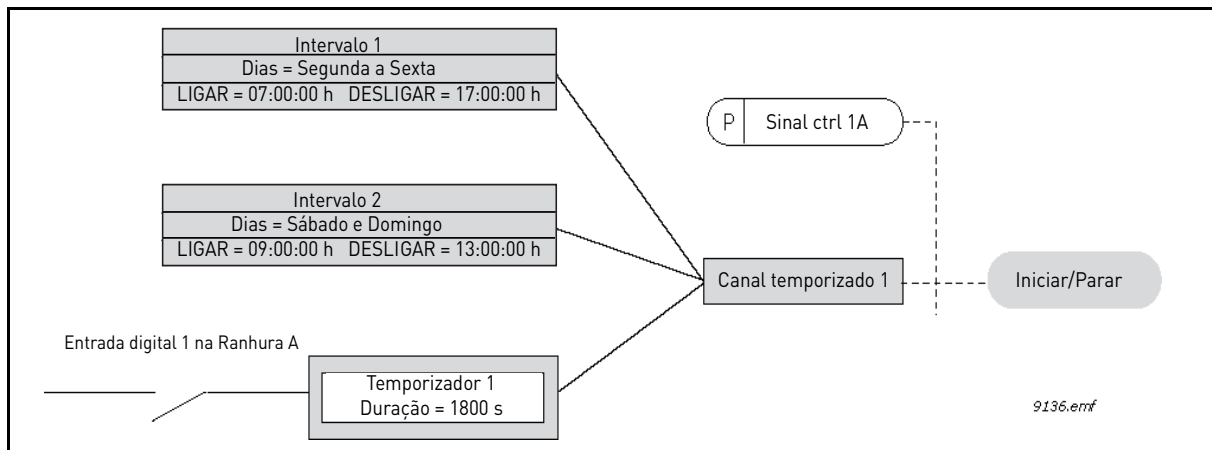 Intervalo 1
Dias = Segunda a Sexta
LIGAR = 07:00:00 h DESLIGAR = 17:00:00 h
P Sinal ctrl 1A
Intervalo 2
Dias = Sábado e Domingo
LIGAR = 09:00:00 h DESLIGAR = 13:00:00 h
Canal temporizado 1
Iniciar/Parar
Entrada digital 1 na Ranhura A
Temporizador 1
Duração = 1800 s
9136.emf